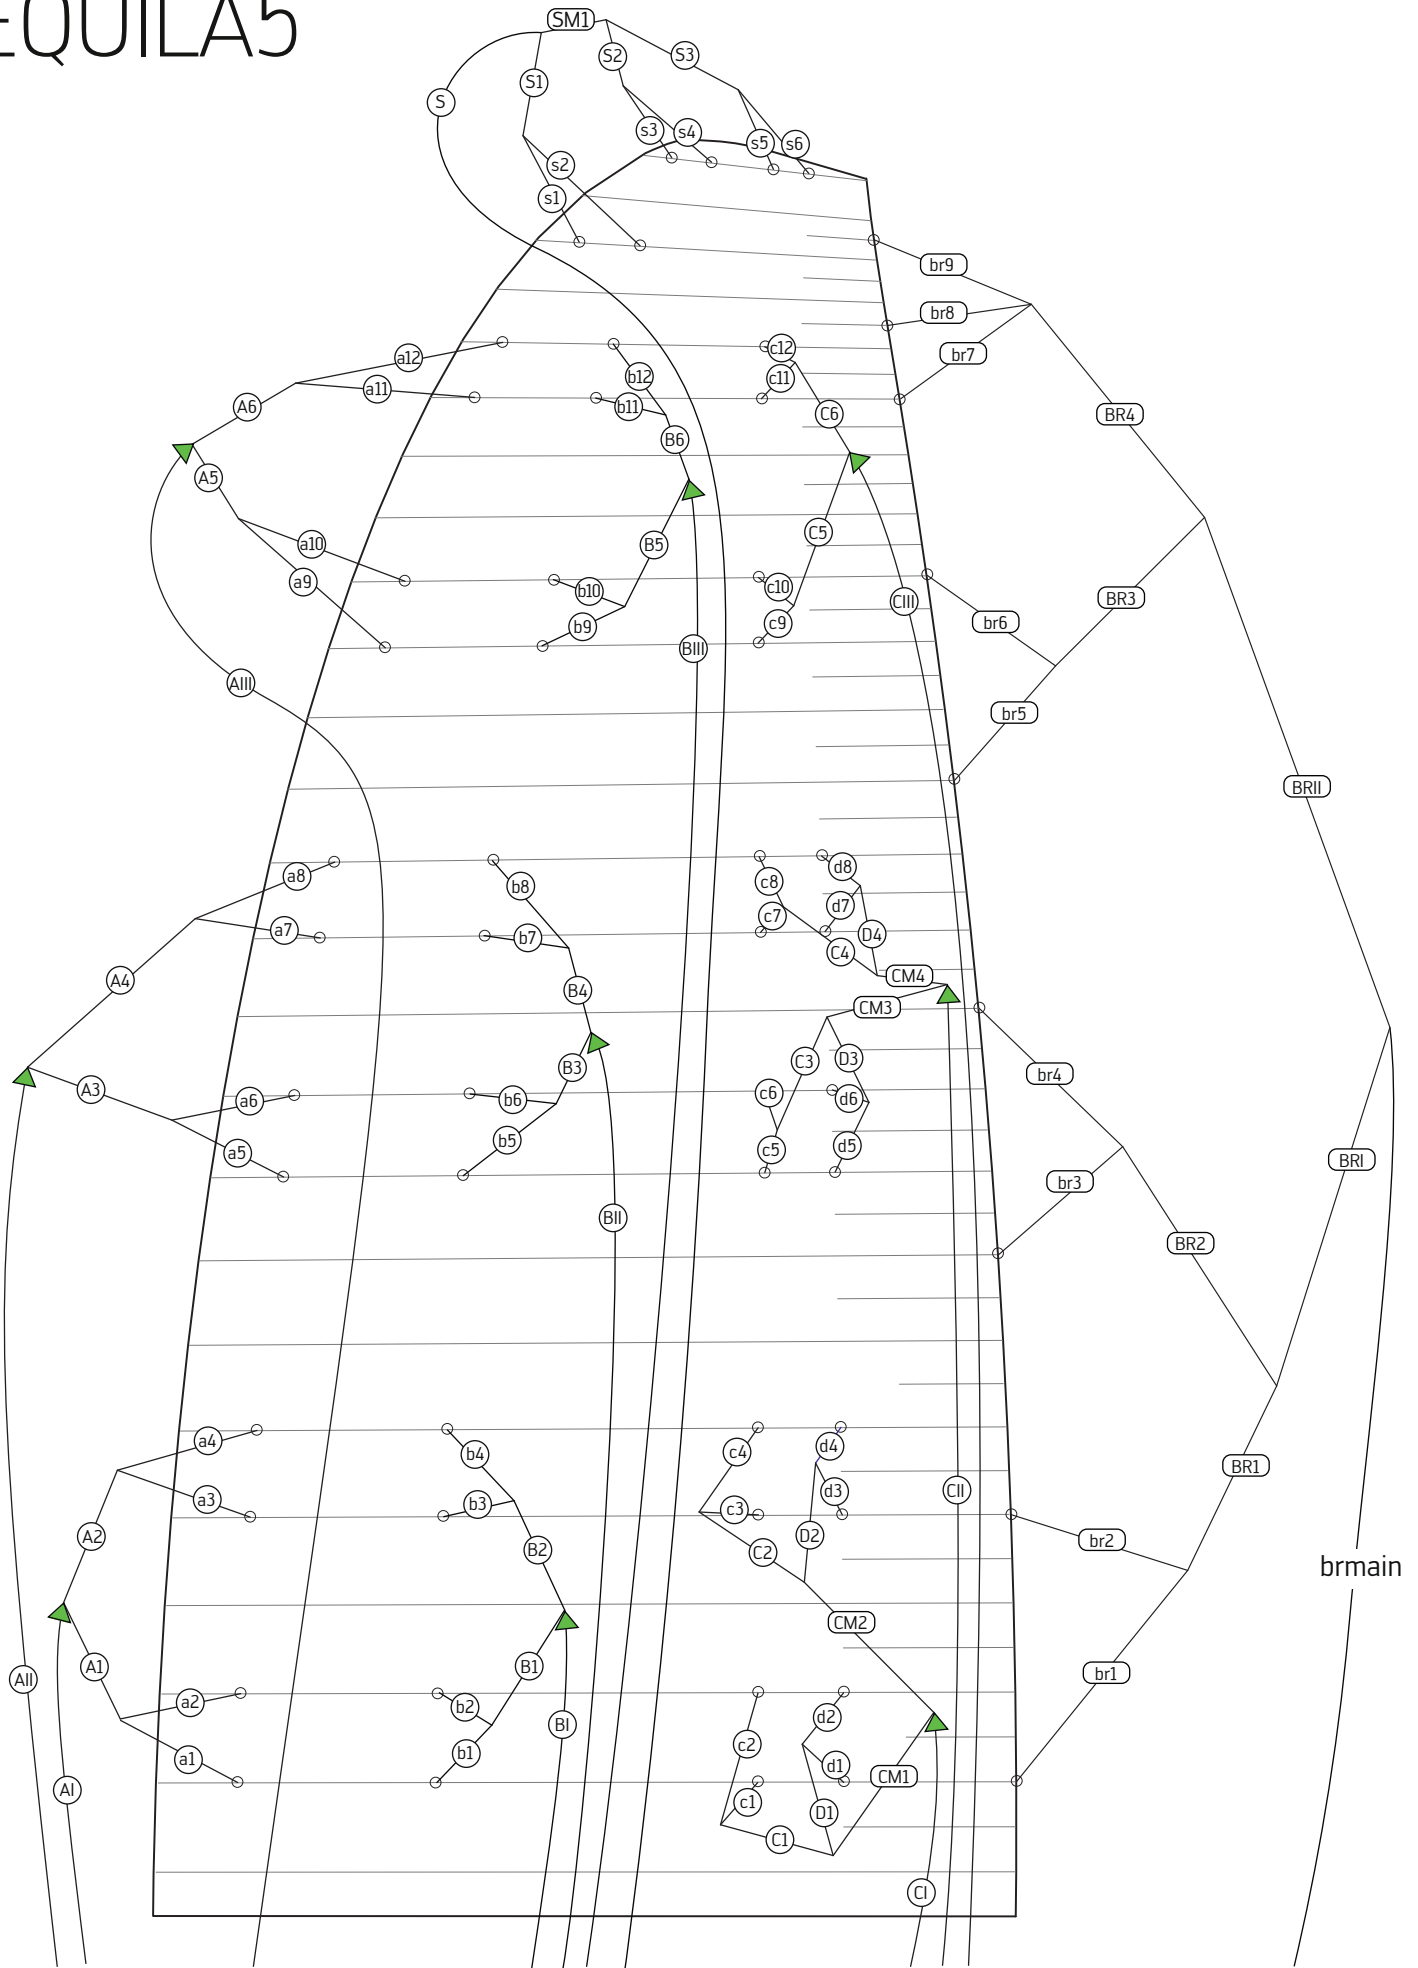 EQUILA5
SM1
S2
S3
S1
S
s3
s4
s5
s6
s2
s1
br9
br8
br7
a12
a11
A6
b12
b11
B6
c12
c11
C6
BR4
A5
a10
a9
B5
b10
b9
C5
c10
c9
CIII
BR3
br6
br5
BIII
AIII
BRII
a8
a7
A4
b8
b7
B4
c8
c7
C4
d8
d7
D4
CM4
CM3
A3
a6
a5
B3
b6
b5
C3
c6
c5
D3
d6
d5
br4
br3
BRI
BII
BR2
a4
a3
A2
b4
b3
B2
c4
c3
C2
d4
d3
D2
CII
BR1
br2
brmain
CM2
AII
A1
a2
a1
AI
B1
b2
b1
BI
c2
c1
C1
d2
d1
D1
CM1
br1
CI